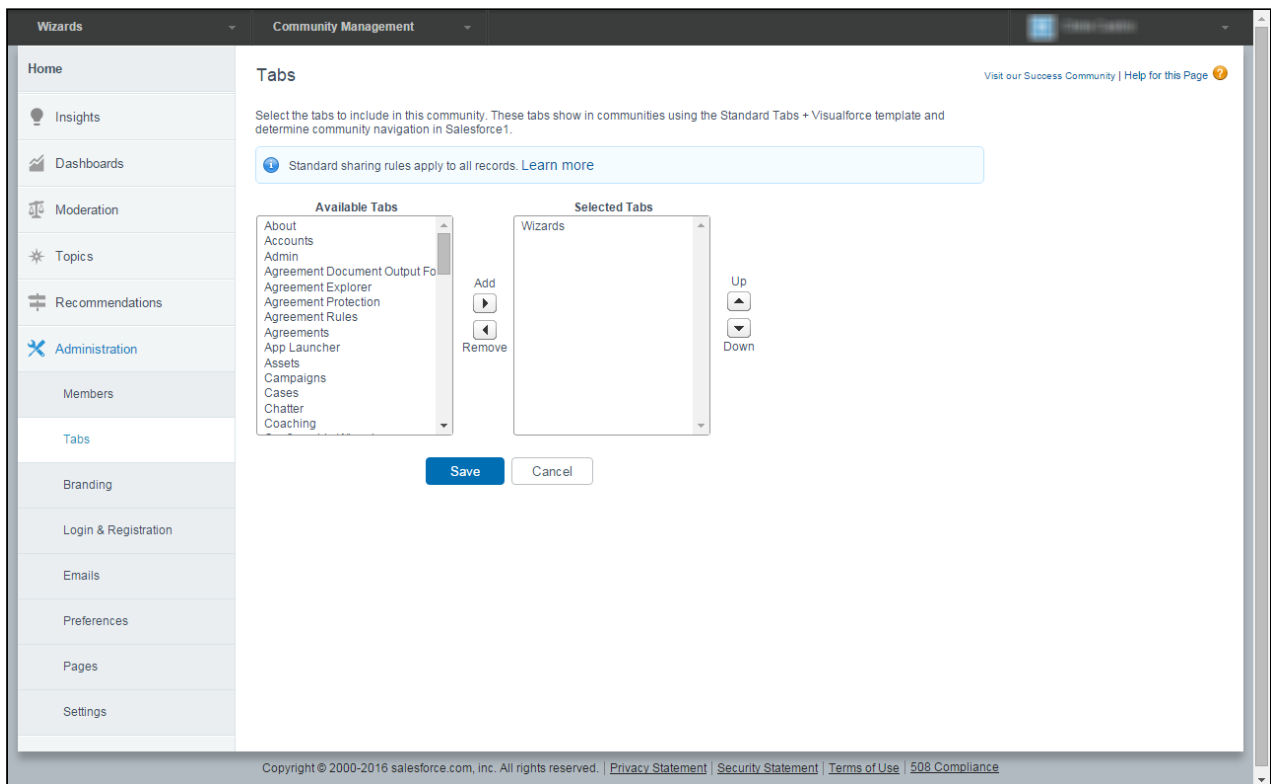 Wizards
Community Management
Home
Insights
Dashboards
Moderation
Topics
Recommendations
Administration
Members
Tabs
Branding
Login & Registration
Emails
Preferences
Pages
Settings
Tabs
Visit our Success Community | Help for this Page
Select the tabs to include in this community. These tabs show in communities using the Standard Tabs + Visualforce template and
determine community navigation in Salesforce1.
Standard sharing rules apply to all records. Learn more
Available Tabs
About
Accounts
Admin
Agreement Document Output Fo
Agreement Explorer
Agreement Protection
Agreement Rules
Agreements
App Launcher
Assets
Campaigns
Cases
Chatter
Coaching
Add
Remove
Selected Tabs
Wizards
Up
Down
Save
Cancel
Copyright © 2000-2016 salesforce.com, inc. All rights reserved. | Privacy Statement | Security Statement | Terms of Use | 508 Compliance